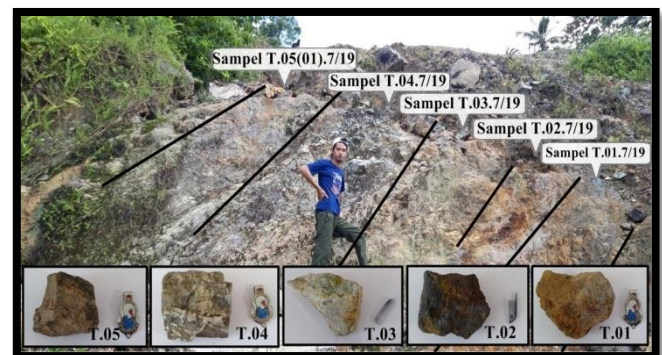 Sampel T.05(01).7/19
Sampel T.04.7/19
Sampel T.03.7/19
Sampel T.02.7/19
Sampel T.01.7/19
T.05
T.04
T.03
T.02
T.01